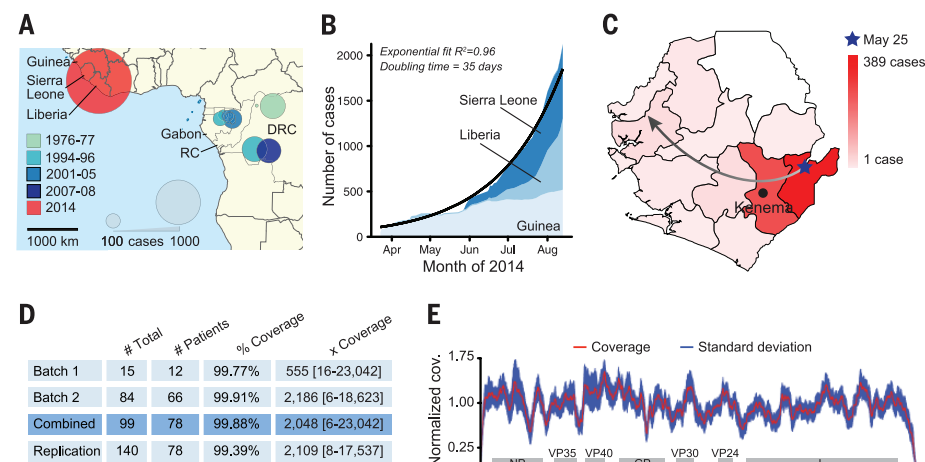 A
Guinea
Sierra
Leone
Liberia
Gabon
RC
DRC
1976-77
1994-96
2001-05
2007-08
2014
1000 km
100 cases 1000
B
Exponential fit R²=0.96
Doubling time = 35 days
Number of cases
2000
1500
1000
500
0
Sierra Leone
Liberia
Guinea
Apr May Jun Jul Aug
Month of 2014
C
May 25
389 cases
1 case
Kenema
D
# Total # Patients % Coverage x Coverage
Batch 1 15 12 99.77% 555 [16-23,042]
Batch 2 84 66 99.91% 2,186 [6-18,623]
Combined 99 78 99.88% 2,048 [6-23,042]
Replication 140 78 99.39% 2,109 [8-17,537]
E
Coverage Standard deviation
Normalized cov.
1.75
1.00
0.25
VP35 VP40 VP30 VP24